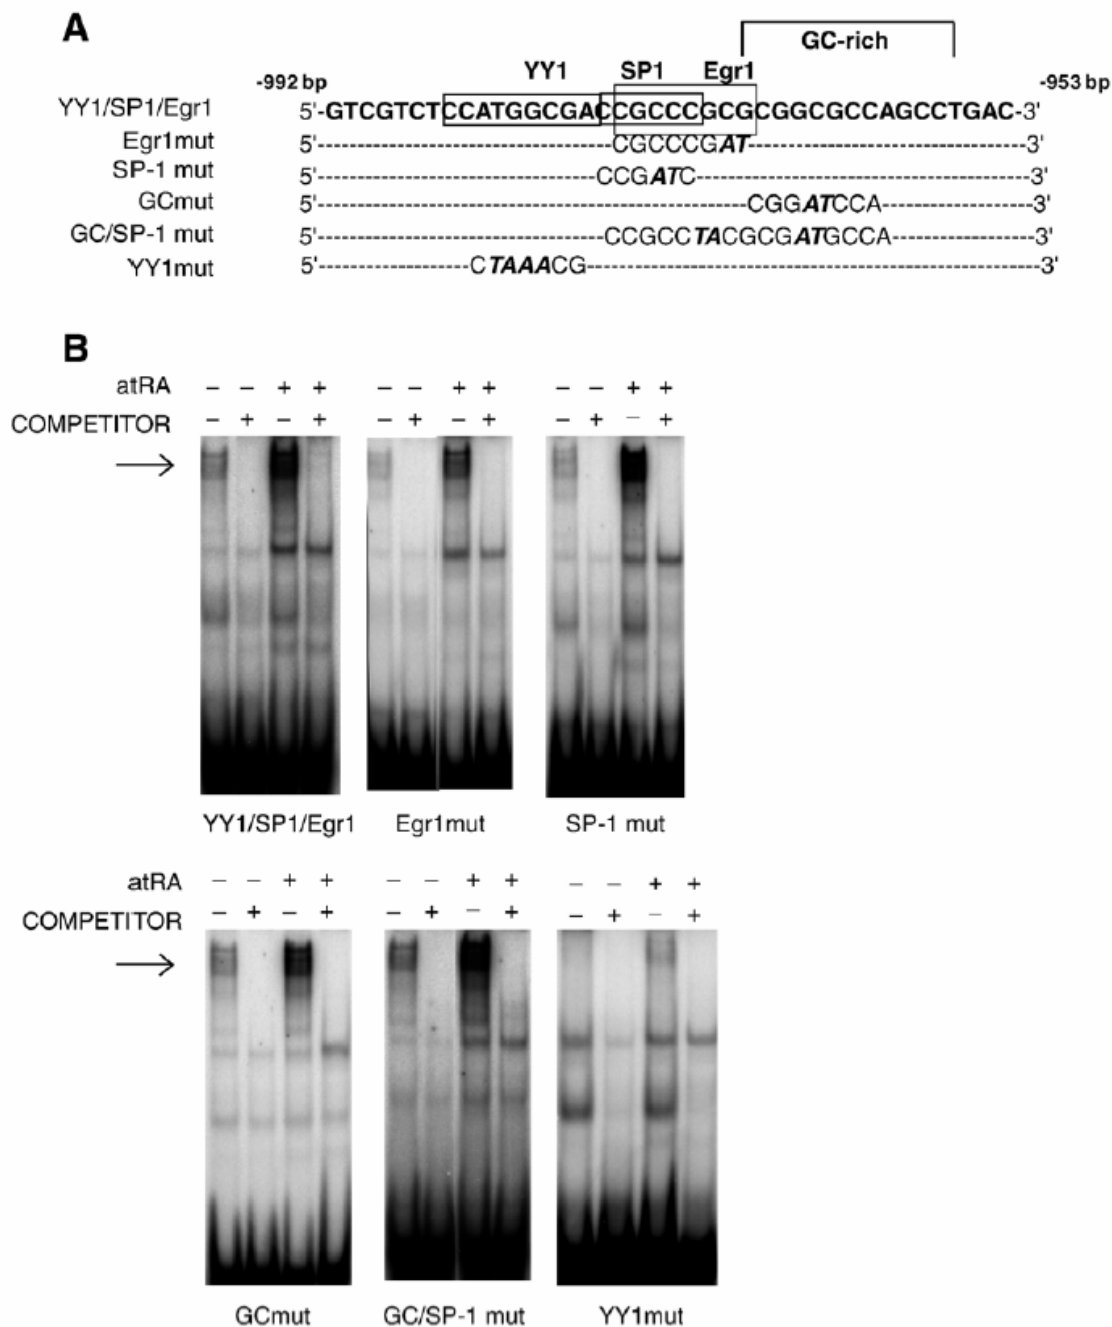 A
GC-rich
YY1 SP1 Egr1
-992 bp -953 bp
YY1/SP1/Egr1 5'-GTCGTCTCCATGGCGACCGCCCGCGCGGCGCCAGCCTGAC-3'
Egr1mut 5'--------------------CGCCCGAT--------------------3'
SP-1 mut 5'--------------------CCGATC--------------------3'
GCmut 5'--------------------CGGATCCA--------------------3'
GC/SP-1 mut 5'--------------------CCGCCTACGCGATGCCA--------------------3'
YY1mut 5'--------------------CTAAACG--------------------3'
B
atRA – – + + – – + + – – + +
COMPETITOR – + – + – + – + – + – +
YY1/SP1/Egr1 Egr1mut SP-1 mut
atRA – – + + – – + + – – + +
COMPETITOR – + – + – + – + – + – +
GCmut GC/SP-1 mut YY1mut